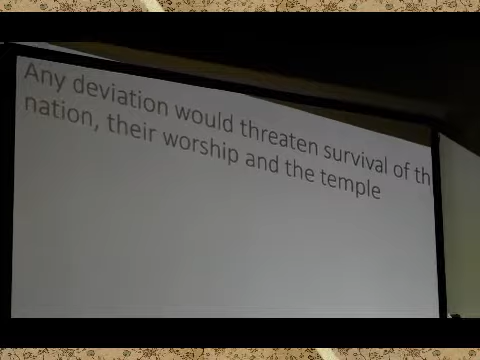 Any deviation would threaten survival of th
nation, their worship and the temple